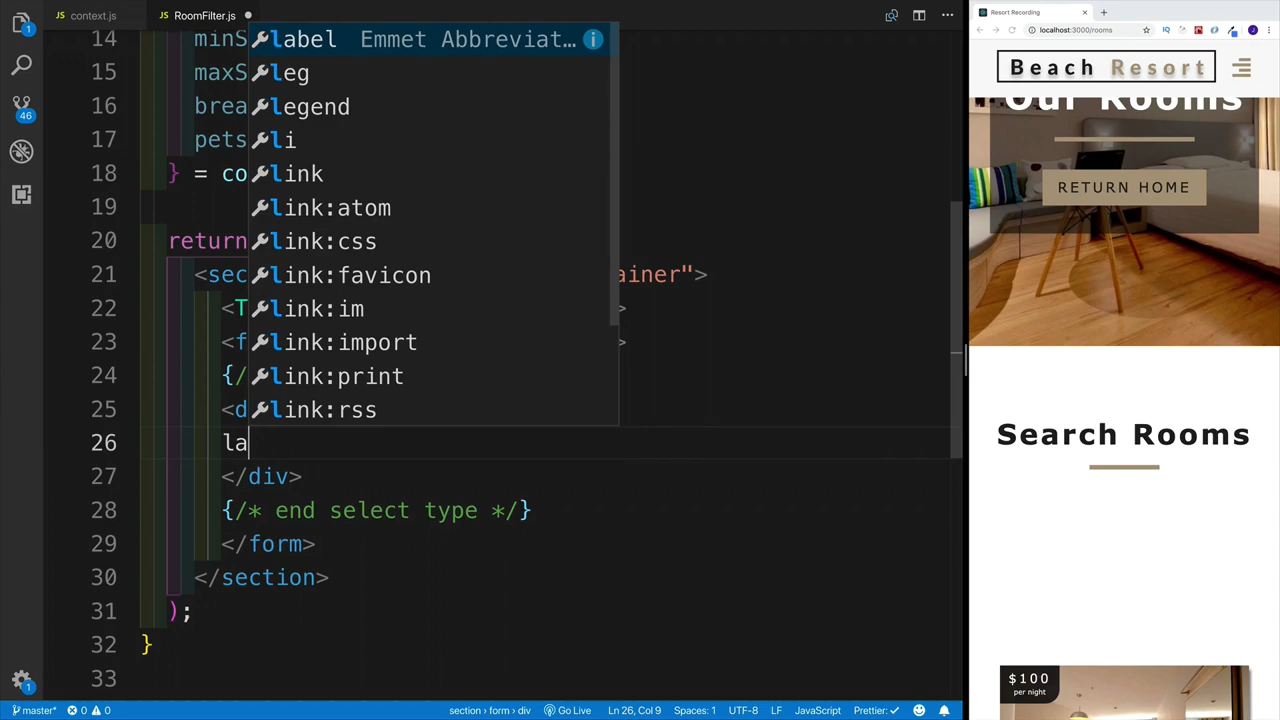 context.js
RoomFilter.js
14 minS
15 maxS
16 brea
17 pets
18 } = co
19
20 return
21 <sec ainer">
22 <T >
23 <f >
24 {/
25 <d
26 la
27 </div>
28 {/* end select type */}
29 </form>
30 </section>
31 );
32 }
33
label Emmet Abbreviat…
leg
legend
li
link
link:atom
link:css
link:favicon
link:im
link:import
link:print
link:rss
46
1
1
master* 0 0 section › form › div Go Live Ln 26, Col 9 Spaces: 1 UTF-8 LF JavaScript Prettier: ✓
Resort Recording
localhost:3000/rooms
Beach Resort
Our Rooms
RETURN HOME
Search Rooms
$100
per night